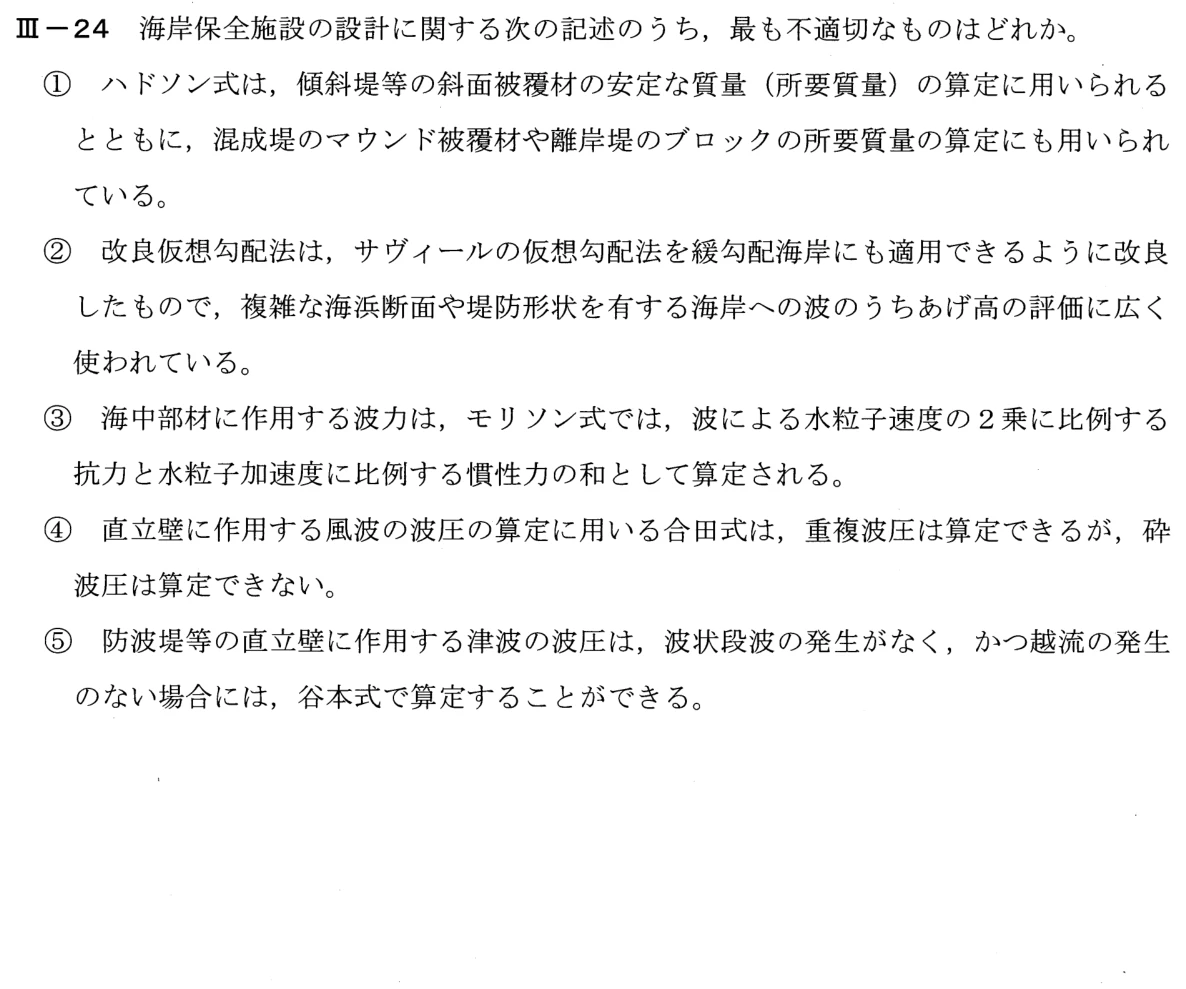 Ⅲ－24　海岸保全施設の設計に関する次の記述のうち，最も不適切なものはどれか。
①　ハドソン式は，傾斜堤等の斜面被覆材の安定な質量（所要質量）の算定に用いられる
とともに，混成堤のマウンド被覆材や離岸堤のブロックの所要質量の算定にも用いられ
ている。
②　改良仮想勾配法は，サヴィールの仮想勾配法を緩勾配海岸にも適用できるように改良
したもので，複雑な海浜断面や堤防形状を有する海岸への波のうちあげ高の評価に広く
使われている。
③　海中部材に作用する波力は，モリソン式では，波による水粒子速度の２乗に比例する
抗力と水粒子加速度に比例する慣性力の和として算定される。
④　直立壁に作用する風波の波圧の算定に用いる合田式は，重複波圧は算定できるが，砕
波圧は算定できない。
⑤　防波堤等の直立壁に作用する津波の波圧は，波状段波の発生がなく，かつ越流の発生
のない場合には，谷本式で算定することができる。